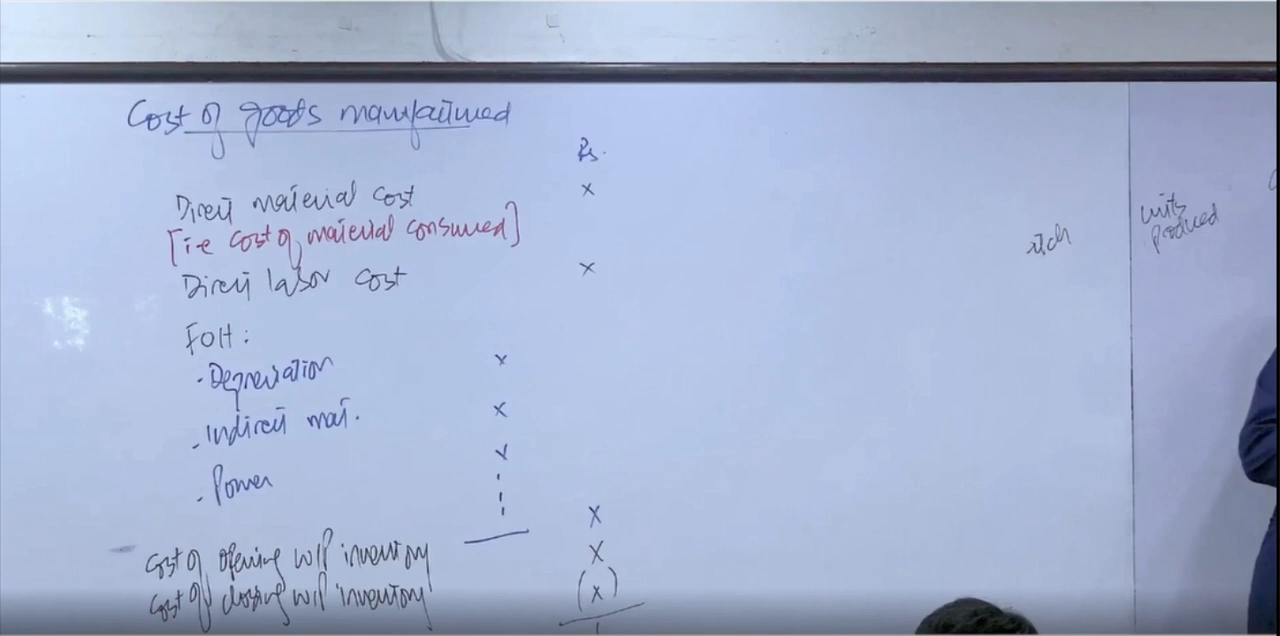 Cost of goods manufactured
Rs.
Direct material cost x
[i.e cost of material consumed]
Direct labor cost x
FOH:
- Depreciation x
- Indirect mat. x
- Power x
x
Cost of opening WIP inventory x
Cost of closing WIP inventory (x)
units
produced